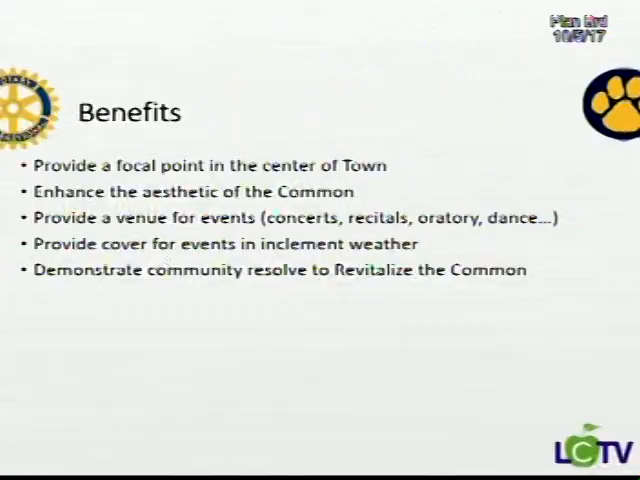 Plan Brd
10/5/17
Benefits
• Provide a focal point in the center of Town
• Enhance the aesthetic of the Common
• Provide a venue for events (concerts, recitals, oratory, dance...)
• Provide cover for events in inclement weather
• Demonstrate community resolve to Revitalize the Common
LCTV